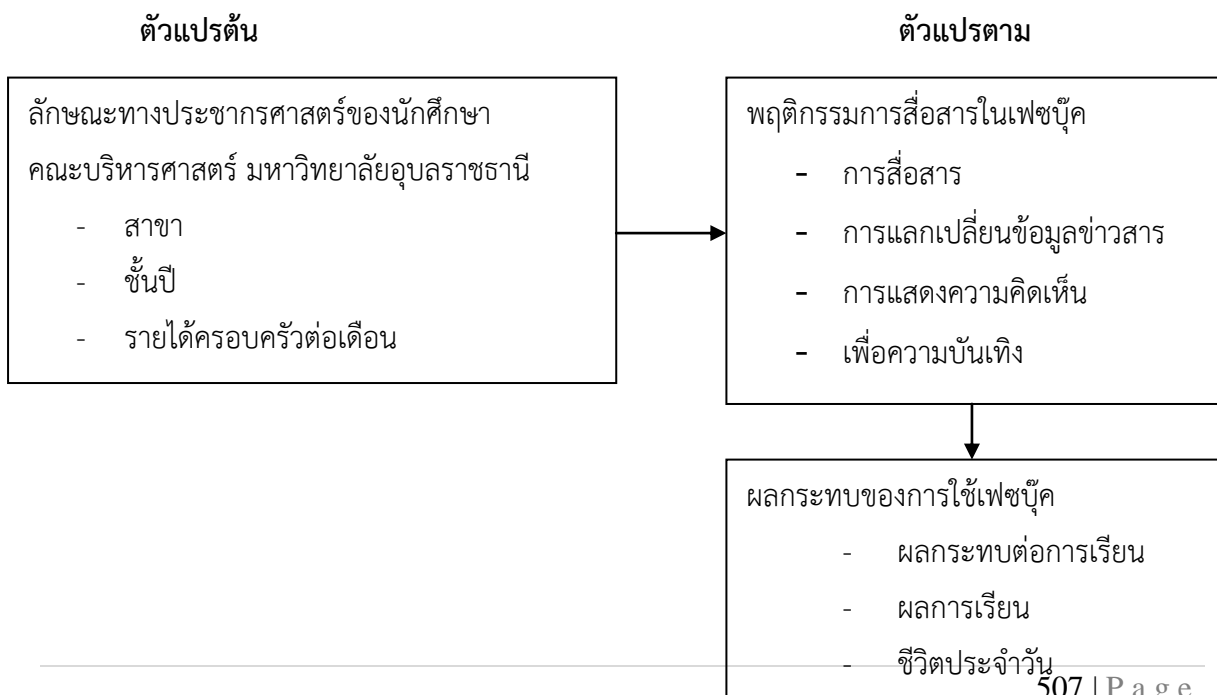 ตัวแปรต้น
ตัวแปรตาม
ลักษณะทางประชากรศาสตร์ของนักศึกษา
คณะบริหารศาสตร์ มหาวิทยาลัยอุบลราชธานี
- สาขา
- ชั้นปี
- รายได้ครอบครัวต่อเดือน
พฤติกรรมการสื่อสารในเฟซบุ๊ค
- การสื่อสาร
- การแลกเปลี่ยนข้อมูลข่าวสาร
- การแสดงความคิดเห็น
- เพื่อความบันเทิง
ผลกระทบของการใช้เฟซบุ๊ค
- ผลกระทบต่อการเรียน
- ผลการเรียน
- ชีวิตประจำวัน
507 | P a g e